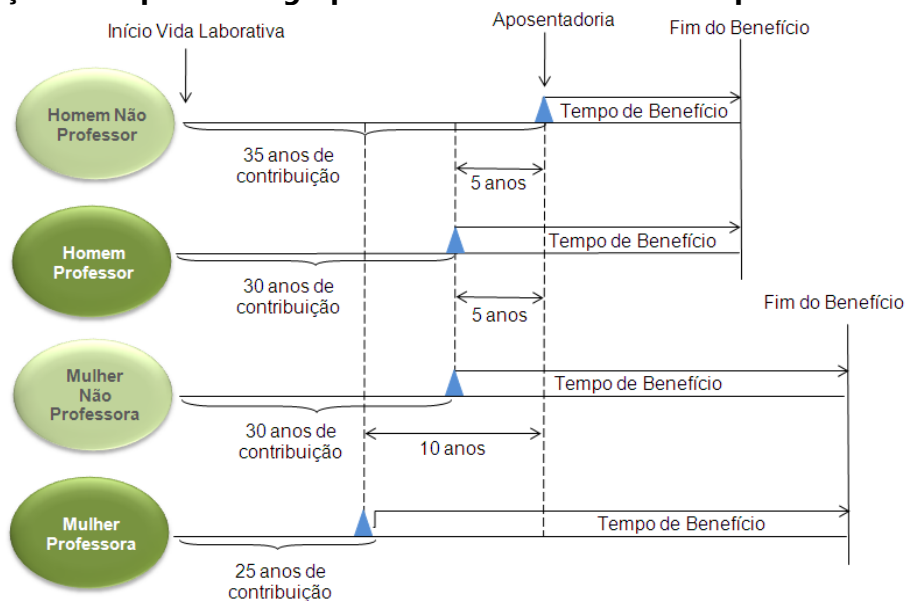 Início Vida Laborativa
Aposentadoria
Fim do Benefício
Homem Não
Professor
Tempo de Benefício
35 anos de
contribuição
5 anos
Homem
Professor
Tempo de Benefício
30 anos de
contribuição
5 anos
Fim do Benefício
Mulher
Não
Professora
Tempo de Benefício
30 anos de
contribuição
10 anos
Mulher
Professora
Tempo de Benefício
25 anos de
contribuição